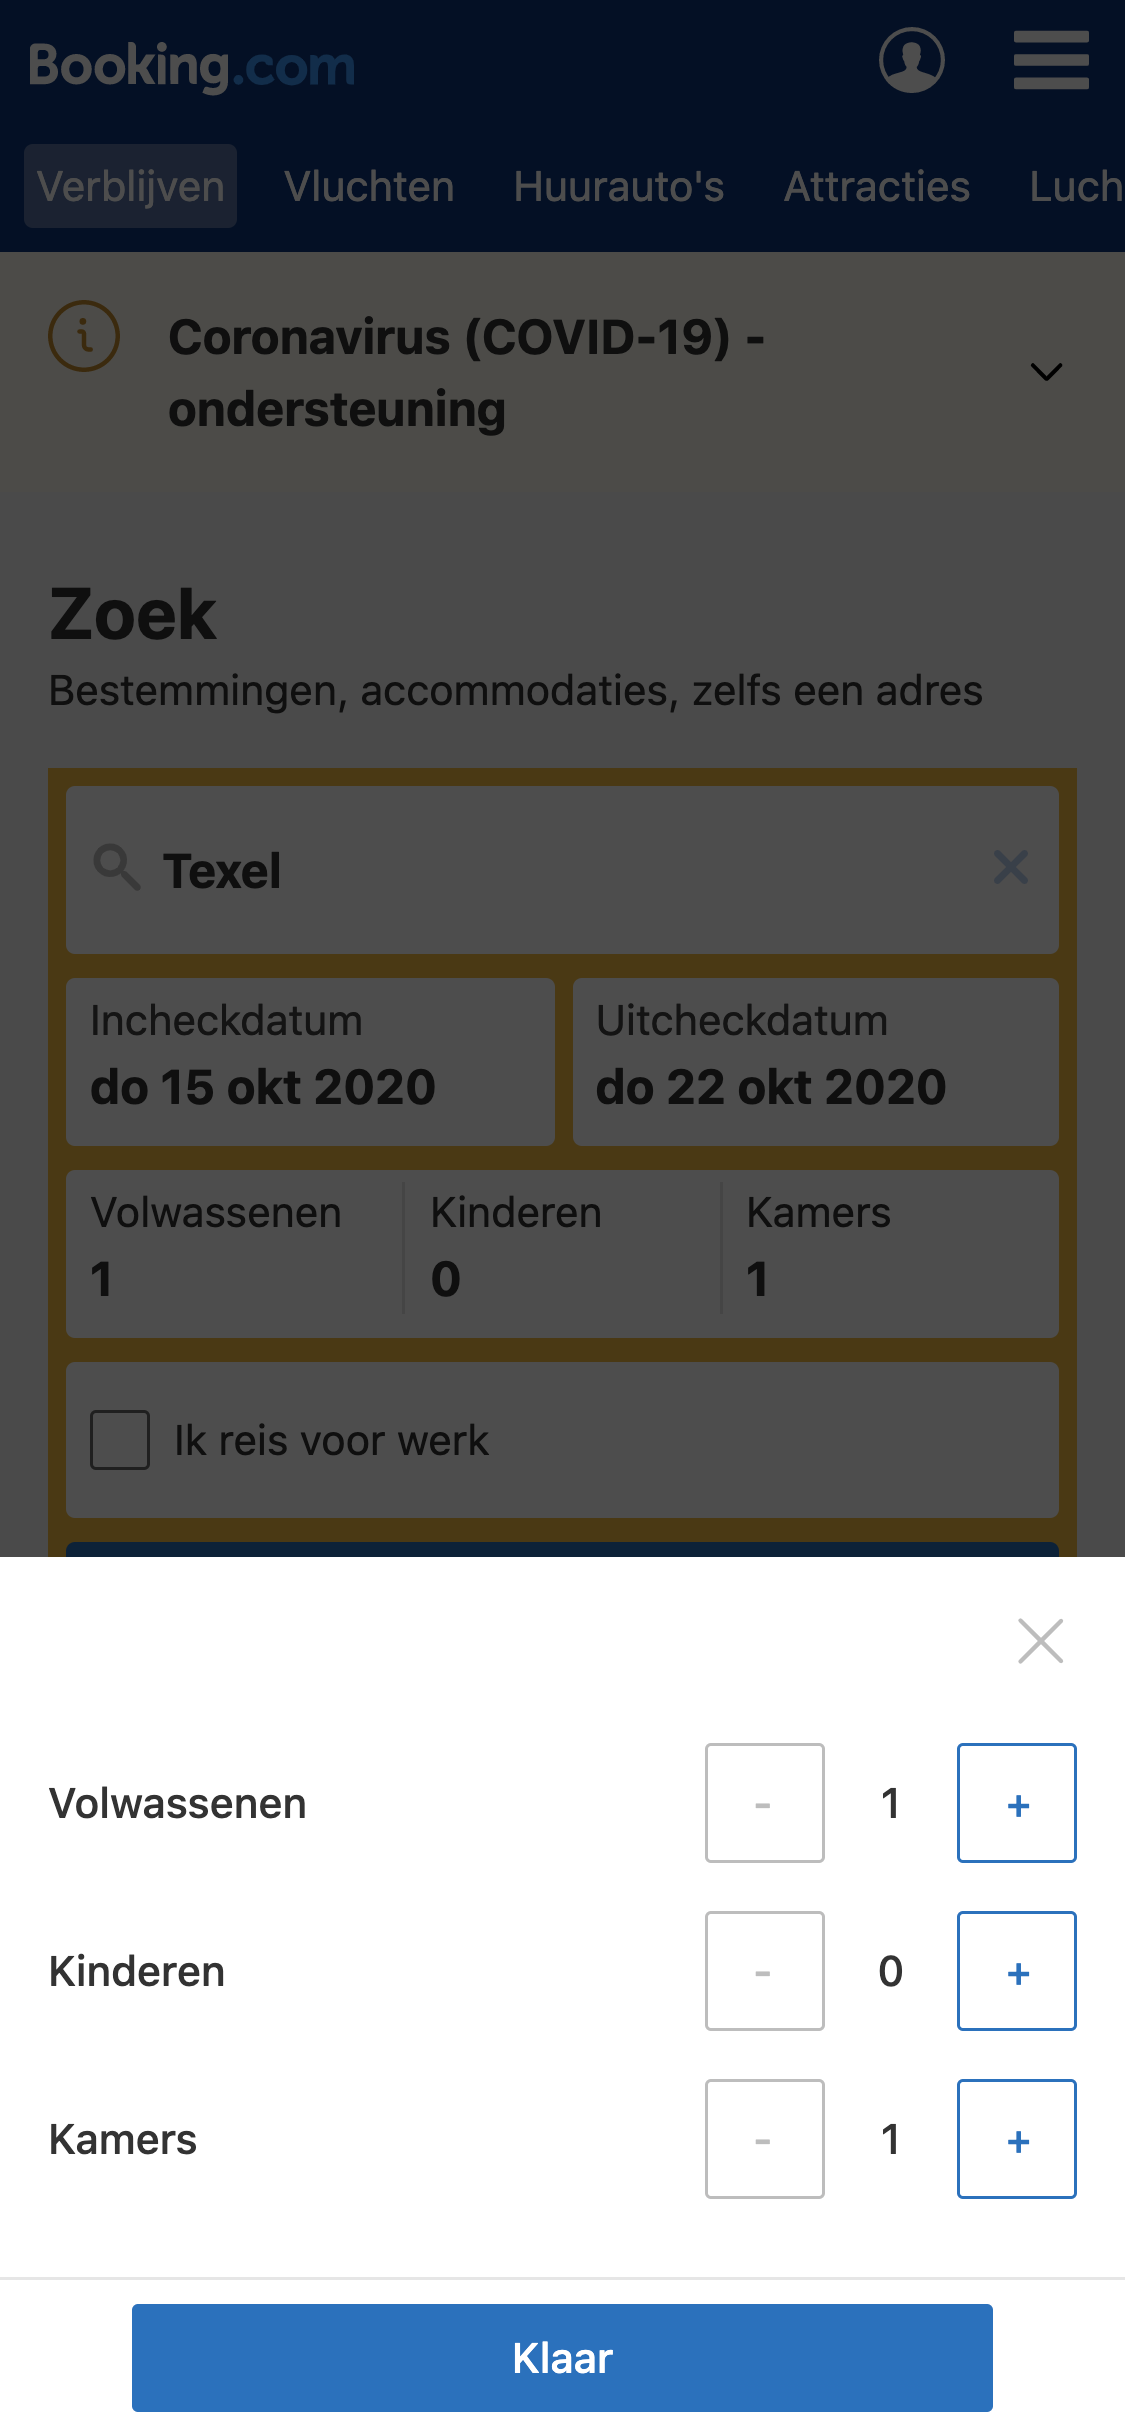 Booking.com
Verblijven Vluchten Huurauto's Attracties Luch
Coronavirus (COVID-19) -
ondersteuning
Zoek
Bestemmingen, accommodaties, zelfs een adres
Texel
Incheckdatum Uitcheckdatum
do 15 okt 2020 do 22 okt 2020
Volwassenen Kinderen Kamers
1 0 1
Ik reis voor werk
Volwassenen - 1 +
Kinderen - 0 +
Kamers - 1 +
Klaar